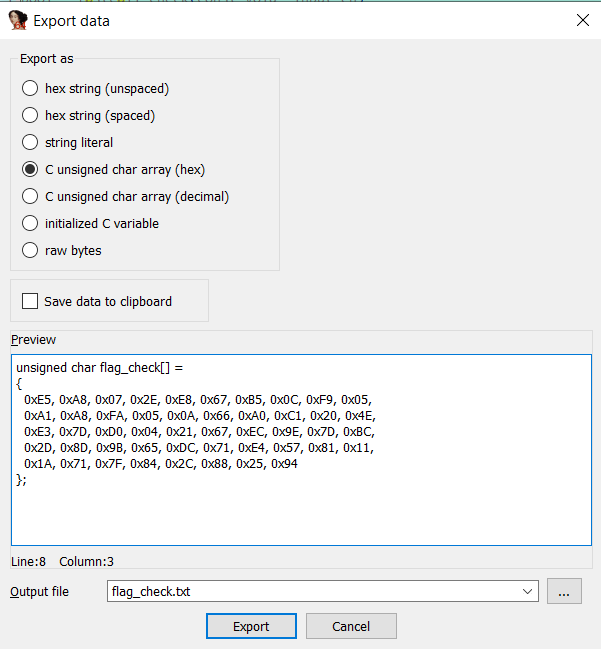 Export data
Export as
hex string (unspaced)
hex string (spaced)
string literal
C unsigned char array (hex)
C unsigned char array (decimal)
initialized C variable
raw bytes
Save data to clipboard
Preview
unsigned char flag_check[] =
{
0xE5, 0xA8, 0x07, 0x2E, 0xE8, 0x67, 0xB5, 0x0C, 0xF9, 0x05,
0xA1, 0xA8, 0xFA, 0x05, 0x0A, 0x66, 0xA0, 0xC1, 0x20, 0x4E,
0xE3, 0x7D, 0xD0, 0x04, 0x21, 0x67, 0xEC, 0x9E, 0x7D, 0xBC,
0x2D, 0x8D, 0x9B, 0x65, 0xDC, 0x71, 0xE4, 0x57, 0x81, 0x11,
0x1A, 0x71, 0x7F, 0x84, 0x2C, 0x88, 0x25, 0x94
};
Line:8 Column:3
Output file flag_check.txt ...
Export Cancel